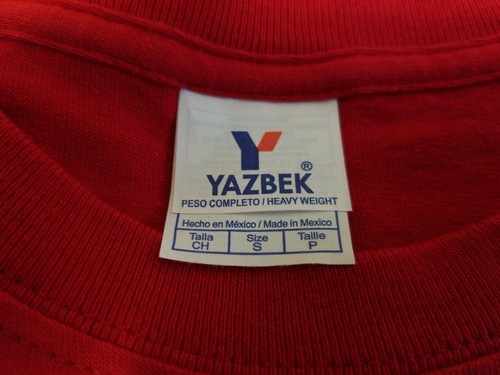 Y
YAZBEK®
PESO COMPLETO / HEAVY WEIGHT
Hecho en México / Made in Mexico
Talla Size Taille
CH S P